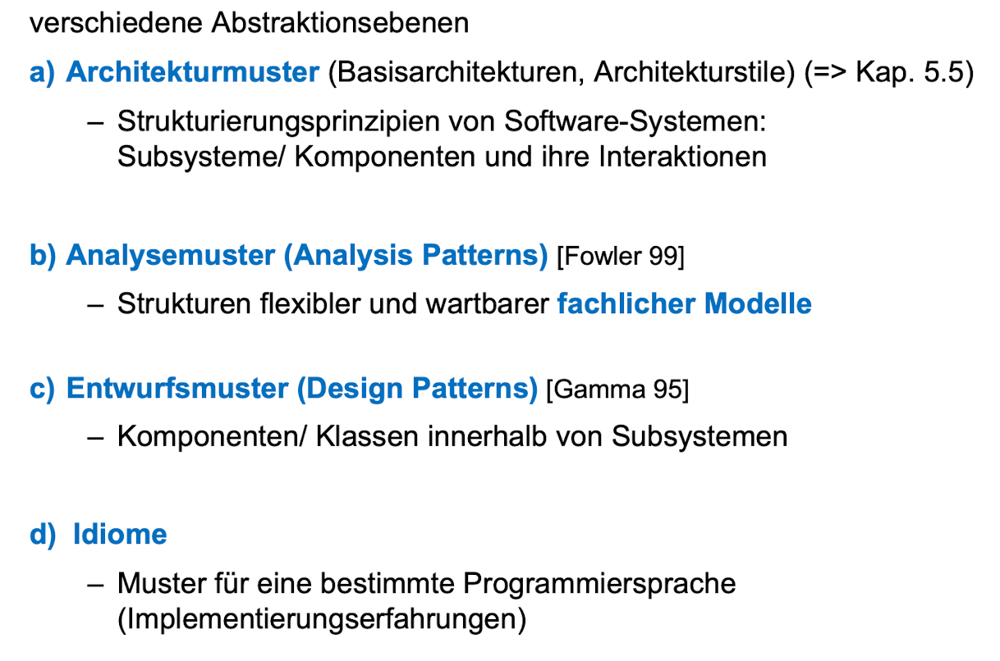 verschiedene Abstraktionsebenen
a) Architekturmuster (Basisarchitekturen, Architekturstile) (=> Kap. 5.5)
– Strukturierungsprinzipien von Software-Systemen:
Subsysteme/ Komponenten und ihre Interaktionen
b) Analysemuster (Analysis Patterns) [Fowler 99]
– Strukturen flexibler und wartbarer fachlicher Modelle
c) Entwurfsmuster (Design Patterns) [Gamma 95]
– Komponenten/ Klassen innerhalb von Subsystemen
d) Idiome
– Muster für eine bestimmte Programmiersprache
(Implementierungserfahrungen)